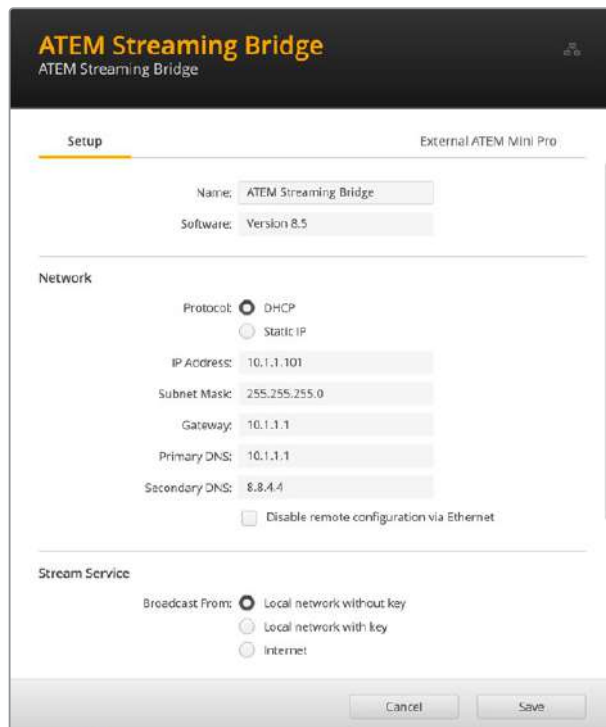 ATEM Streaming Bridge
ATEM Streaming Bridge
Setup External ATEM Mini Pro
Name: ATEM Streaming Bridge
Software: Version 8.5
Network
Protocol: DHCP
Static IP
IP Address: 10.1.1.101
Subnet Mask: 255.255.255.0
Gateway: 10.1.1.1
Primary DNS: 10.1.1.1
Secondary DNS: 8.8.4.4
Disable remote configuration via Ethernet
Stream Service
Broadcast From: Local network without key
Local network with key
Internet
Cancel Save